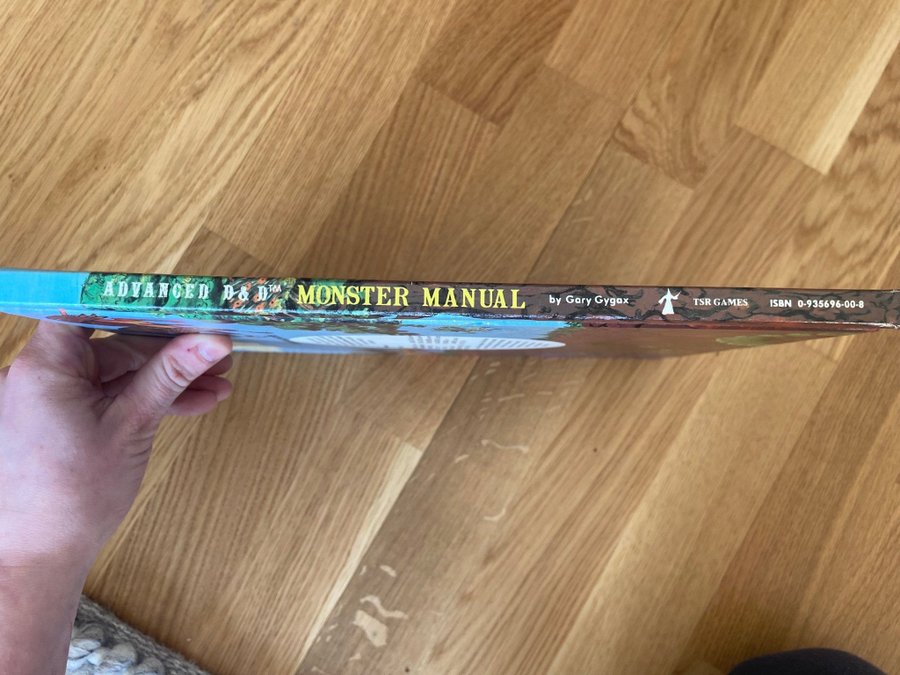 ADVANCED D & D™ MONSTER MANUAL by Gary Gygax TSR GAMES ISBN 0-935696-00-8